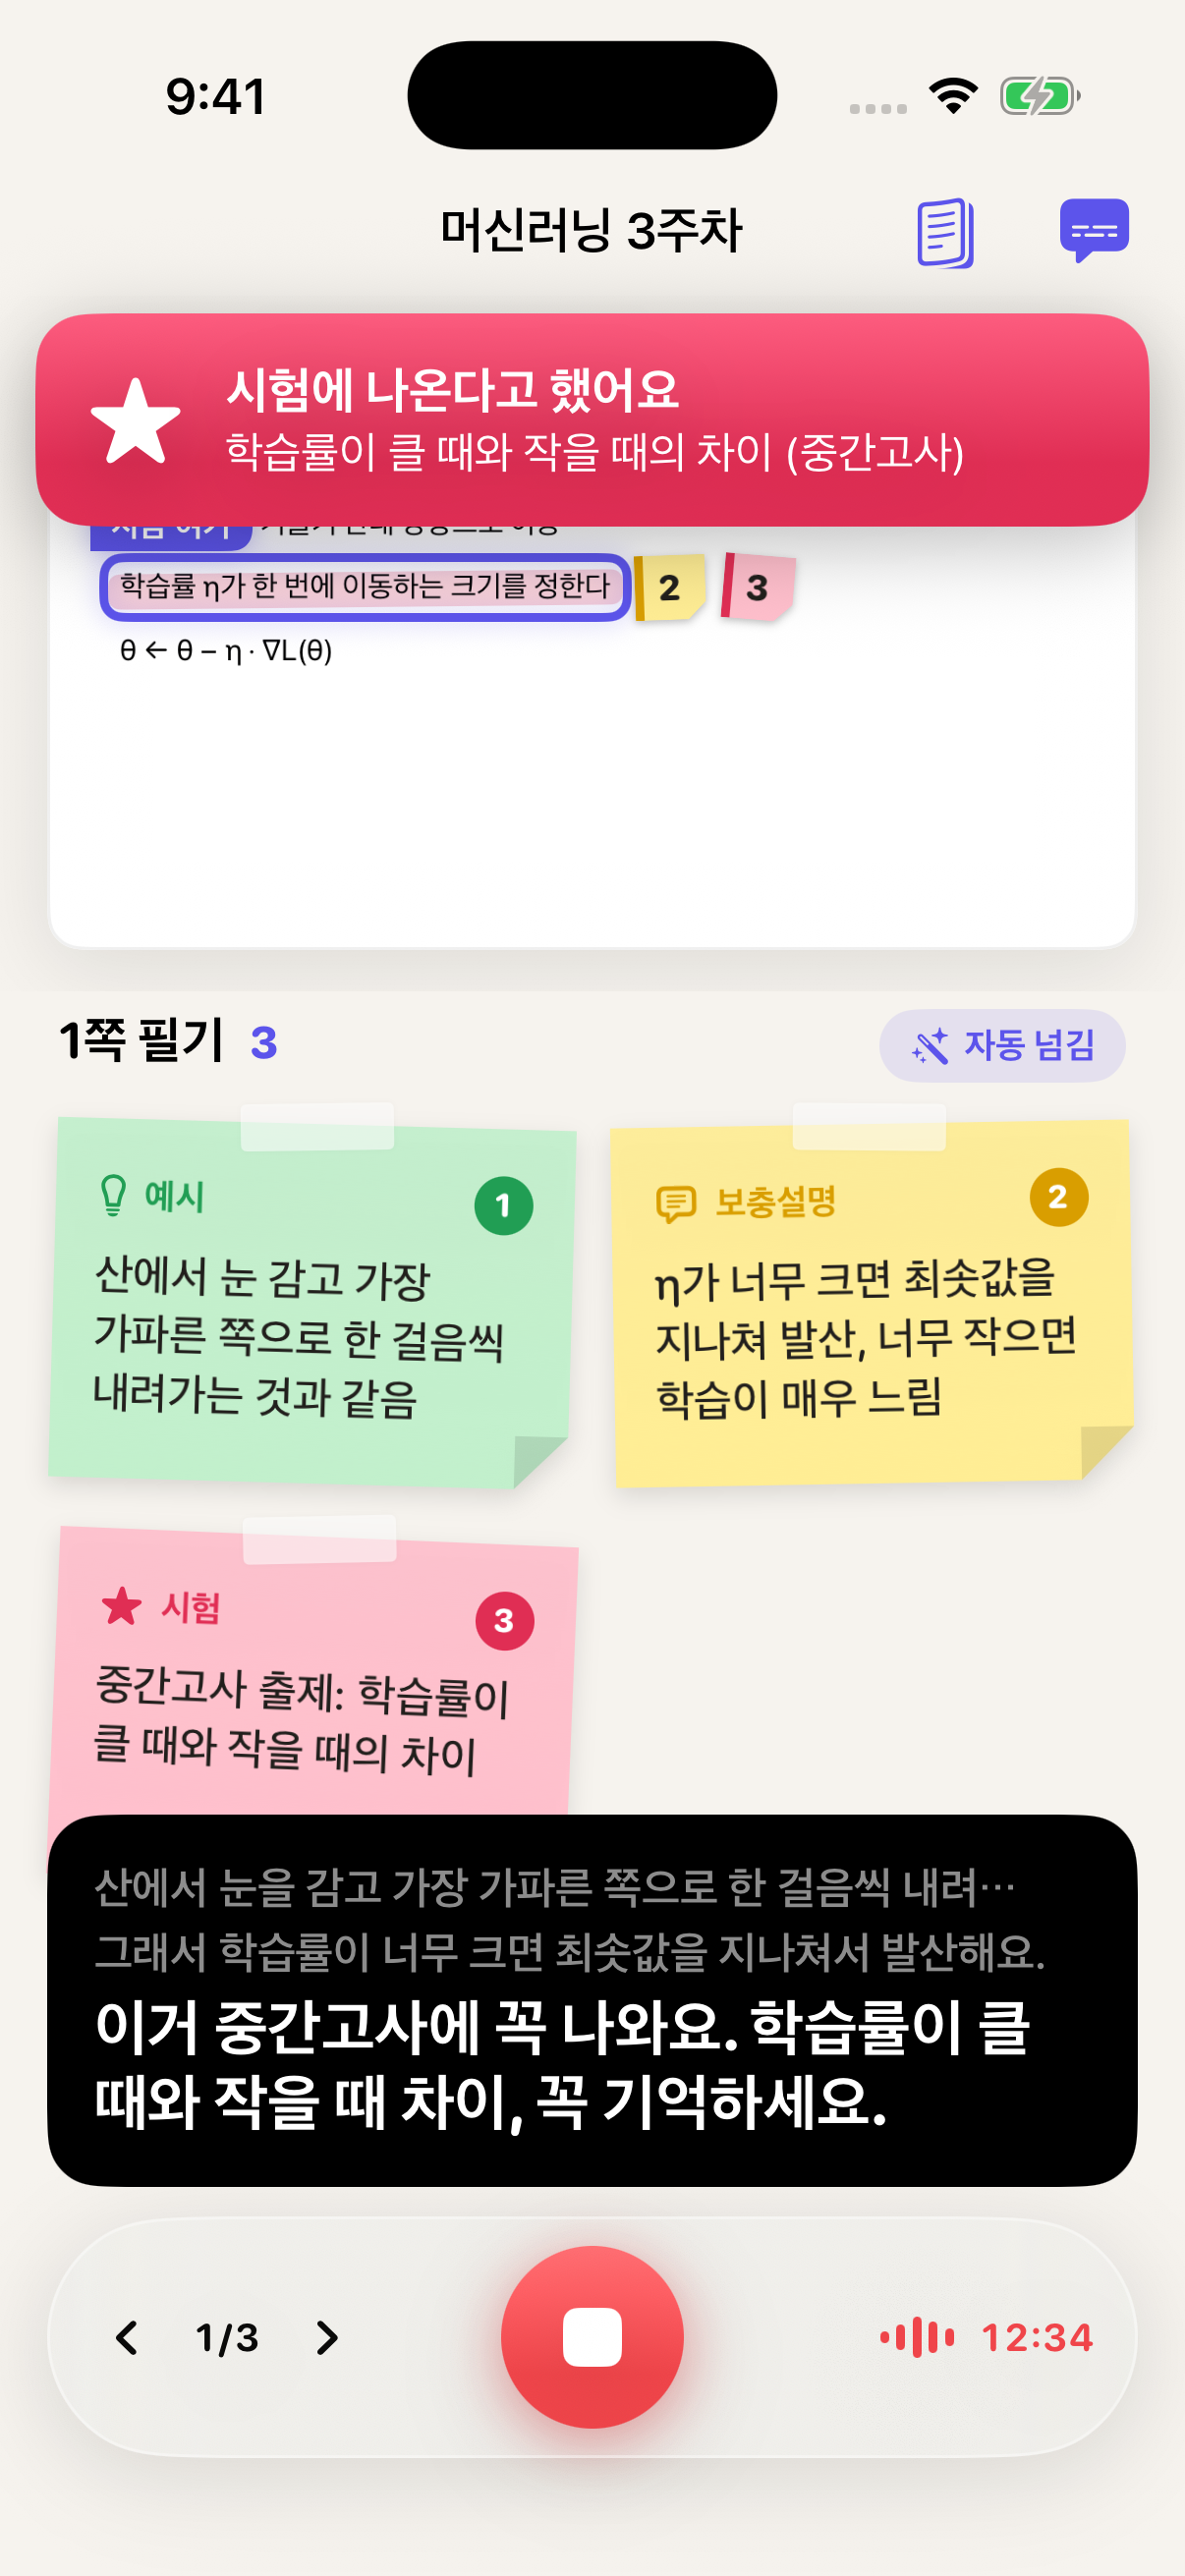 9:41
머신러닝 3주차
시험에 나온다고 했어요
학습률이 클 때와 작을 때의 차이 (중간고사)
학습률 η가 한 번에 이동하는 크기를 정한다
2
3
θ ← θ − η · ∇L(θ)
1쪽 필기 3
자동 넘김
예시
1
산에서 눈 감고 가장
가파른 쪽으로 한 걸음씩
내려가는 것과 같음
보충설명
2
η가 너무 크면 최솟값을
지나쳐 발산, 너무 작으면
학습이 매우 느림
시험
3
중간고사 출제: 학습률이
클 때와 작을 때의 차이
산에서 눈을 감고 가장 가파른 쪽으로 한 걸음씩 내려…
그래서 학습률이 너무 크면 최솟값을 지나쳐서 발산해요.
이거 중간고사에 꼭 나와요. 학습률이 클
때와 작을 때 차이, 꼭 기억하세요.
1/3
12:34